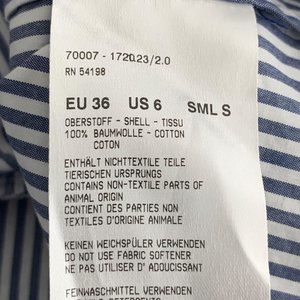 70007 - 172023/2.0
RN 54198
EU 36 US 6 SML S
OBERSTOFF - SHELL - TISSU
100% BAUMWOLLE - COTTON
COTON
ENTHÄLT NICHTTEXTILE TEILE
TIERISCHEN URSPRUNGS
CONTAINS NON-TEXTILE PARTS OF
ANIMAL ORIGIN
CONTIENT DES PARTIES NON
TEXTILES D'ORIGINE ANIMALE
KEINEN WEICHSPÜLER VERWENDEN
DO NOT USE FABRIC SOFTENER
NE PAS UTILISER D' ADOUCISSANT
FEINWASCHMITTEL VERWENDEN